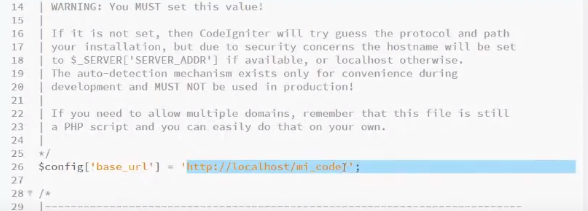 14 | WARNING: You MUST set this value!
15 |
16 | If it is not set, then CodeIgniter will try guess the protocol and path
17 | your installation, but due to security concerns the hostname will be set
18 | to $_SERVER['SERVER_ADDR'] if available, or localhost otherwise.
19 | The auto-detection mechanism exists only for convenience during
20 | development and MUST NOT be used in production!
21 |
22 | If you need to allow multiple domains, remember that this file is still
23 | a PHP script and you can easily do that on your own.
24 |
25 */
26 $config['base_url'] = 'http://localhost/mi_code';
27
28 /*
29 |--------------------------------------------------------------------------